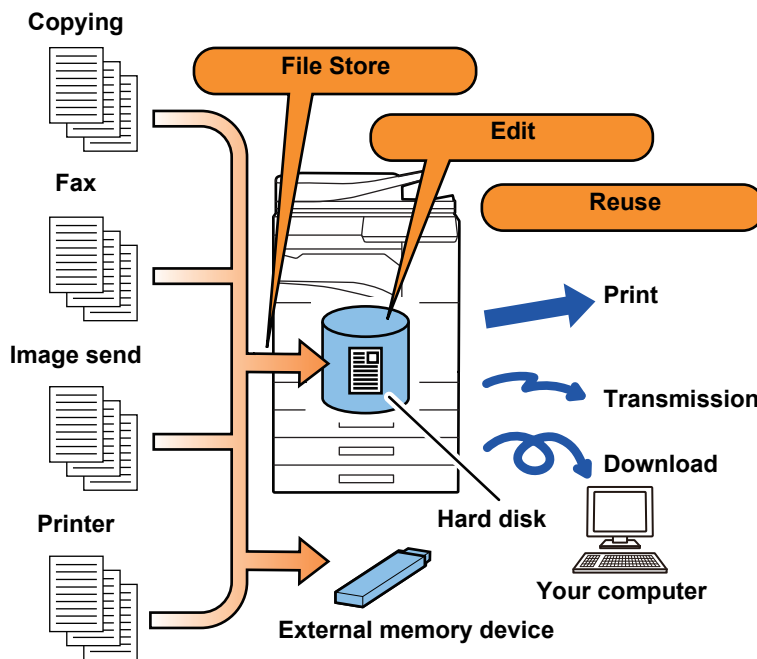 Copying
File Store
Edit
Fax
Reuse
Print
Image send
Transmission
Download
Hard disk
Printer
Your computer
External memory device